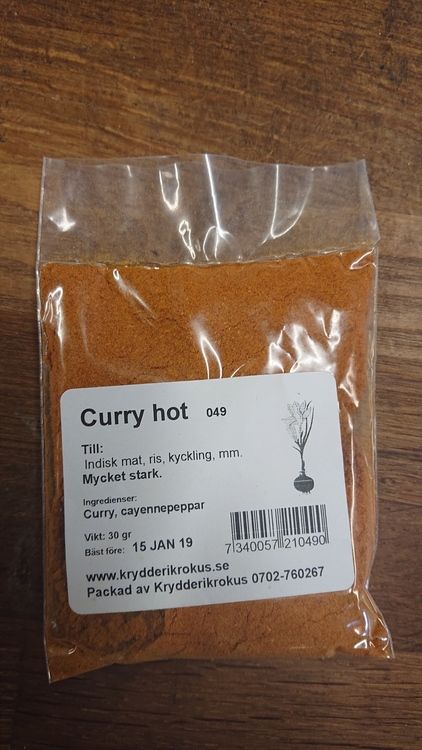 Curry hot 049
Till:
Indisk mat, ris, kyckling, mm.
Mycket stark.
Ingredienser:
Curry, cayennepeppar
Vikt: 30 gr
Bäst före: 15 JAN 19
7 340057 210490
www.krydderikrokus.se
Packad av Krydderikrokus 0702-760267